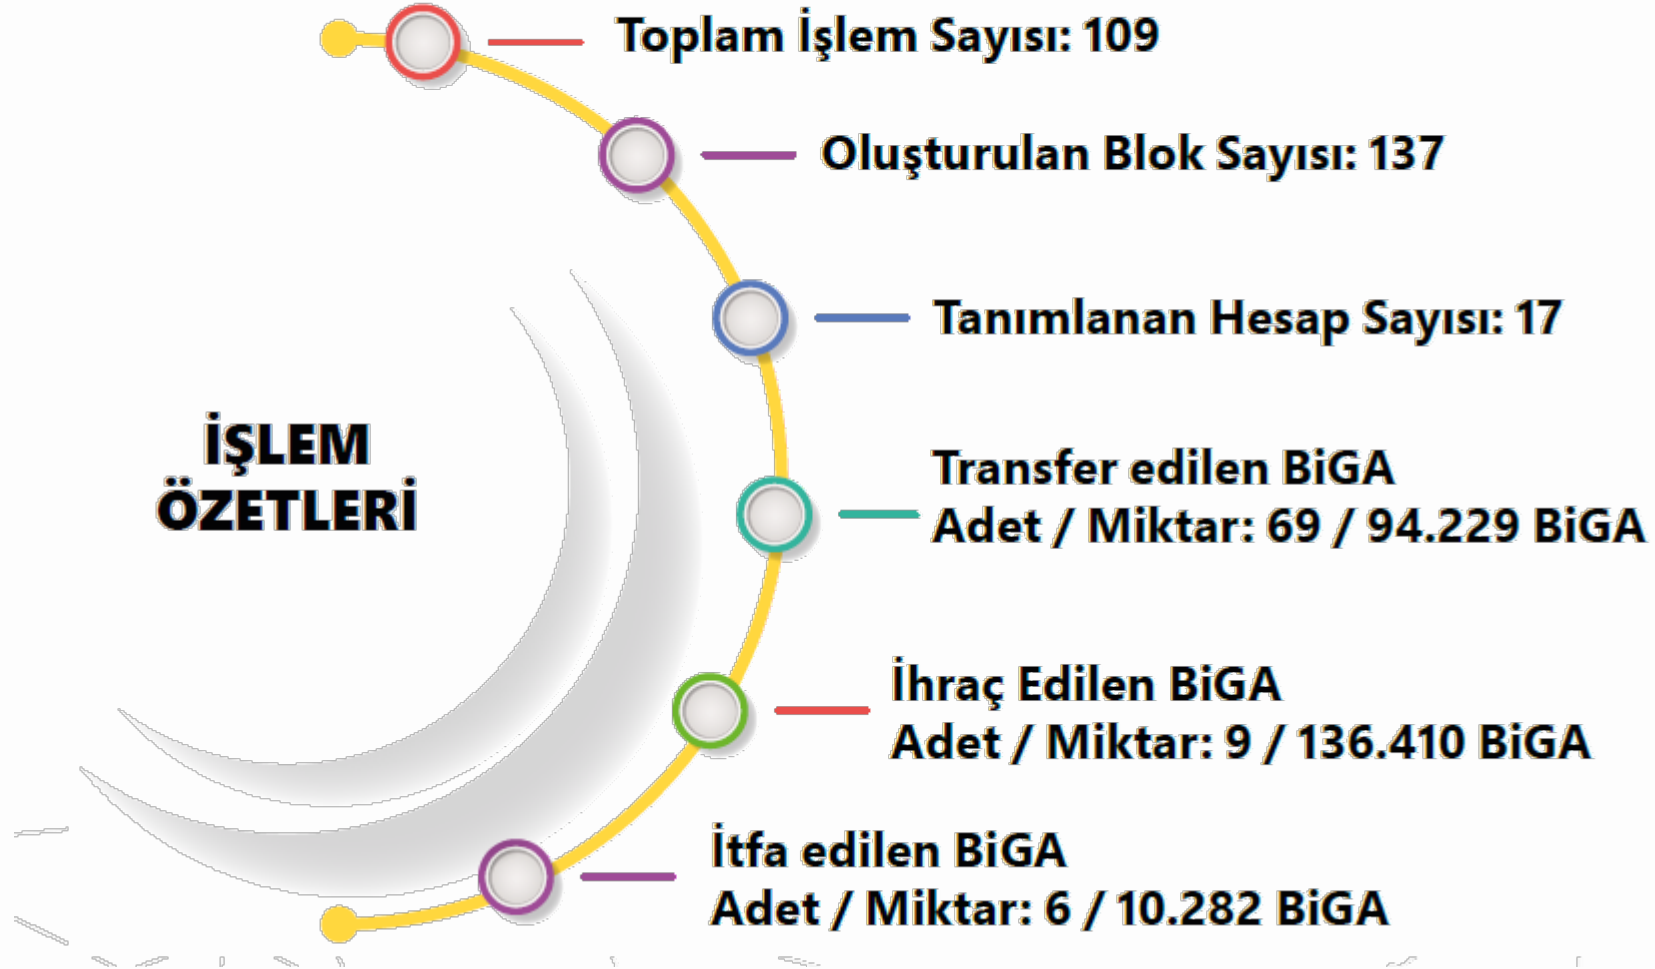 Toplam İşlem Sayısı: 109
Oluşturulan Blok Sayısı: 137
Tanımlanan Hesap Sayısı: 17
İŞLEM
ÖZETLERİ
Transfer edilen BiGA
Adet / Miktar: 69 / 94.229 BiGA
İhraç Edilen BiGA
Adet / Miktar: 9 / 136.410 BiGA
İtfa edilen BiGA
Adet / Miktar: 6 / 10.282 BiGA